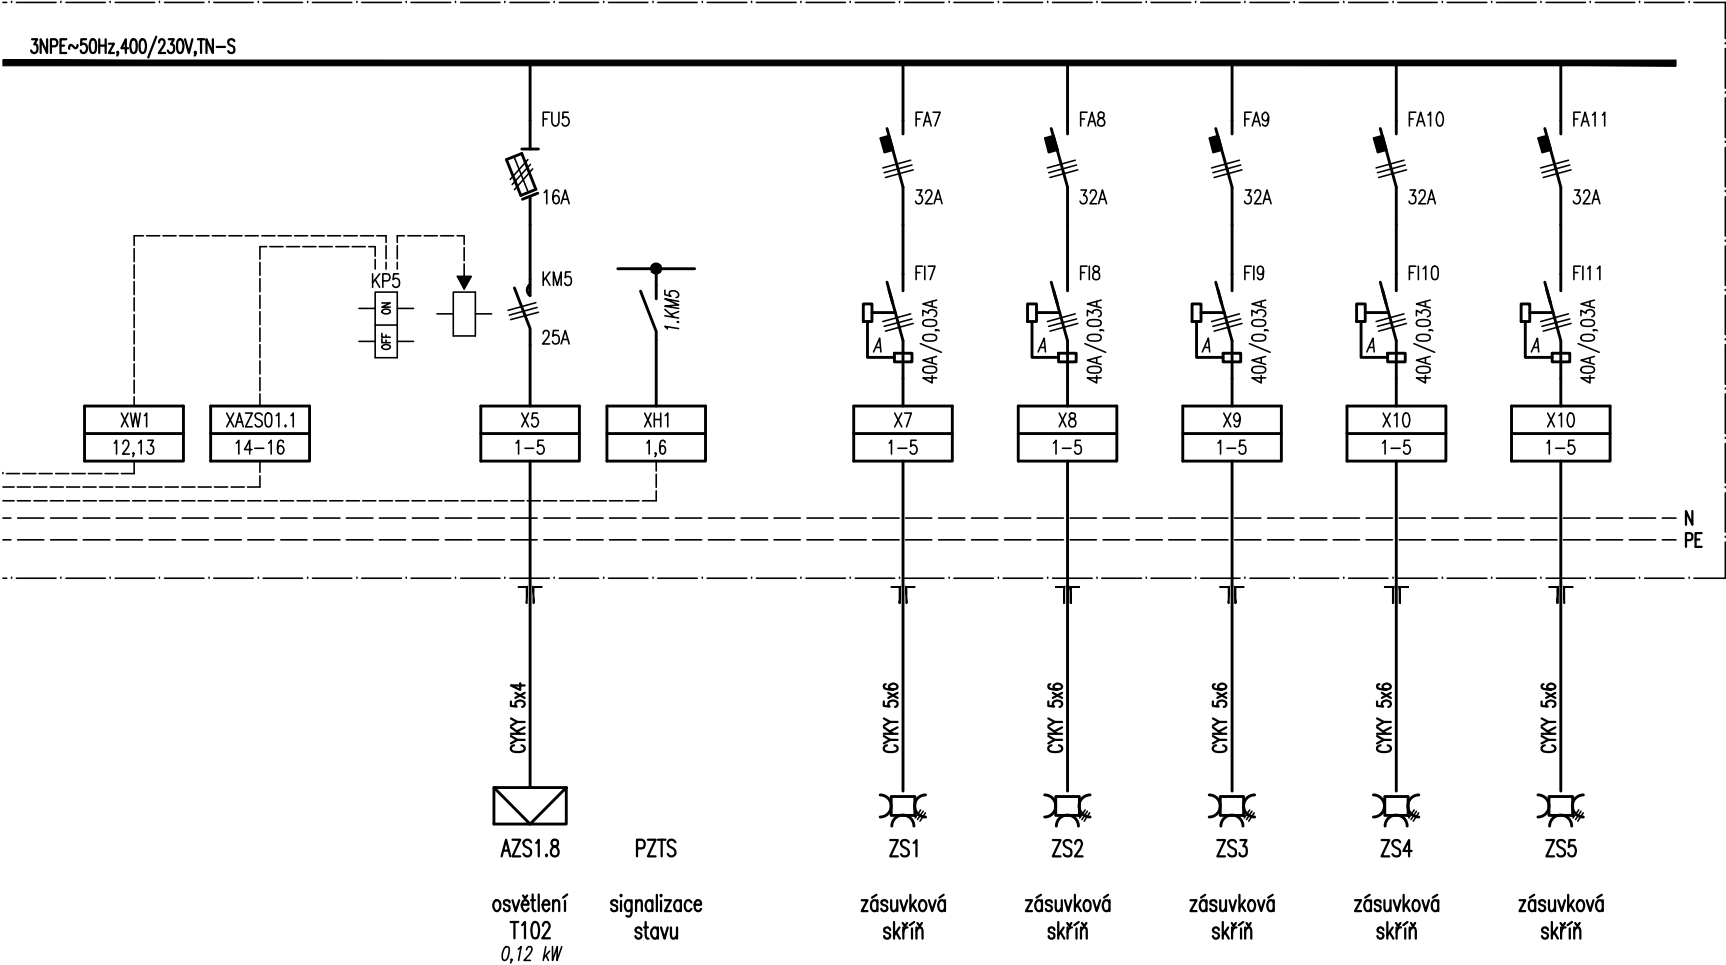 3NPE~50Hz,400/230V,TN-S
FU5
FA7
FA8
FA9
FA10
FA11
16A
32A
32A
32A
32A
32A
KP5
ON
OFF
KM5
25A
1.KM5
FI7
FI8
FI9
FI10
FI11
A
40A/0,03A
A
40A/0,03A
A
40A/0,03A
A
40A/0,03A
A
40A/0,03A
XW1
12,13
XAZS01.1
14-16
X5
1-5
XH1
1,6
X7
1-5
X8
1-5
X9
1-5
X10
1-5
X10
1-5
N
PE
CYKY 5x4
CYKY 5x6
CYKY 5x6
CYKY 5x6
CYKY 5x6
CYKY 5x6
AZS1.8
osvětlení
T102
0,12 kW
PZTS
signalizace
stavu
ZS1
zásuvková
skříň
ZS2
zásuvková
skříň
ZS3
zásuvková
skříň
ZS4
zásuvková
skříň
ZS5
zásuvková
skříň